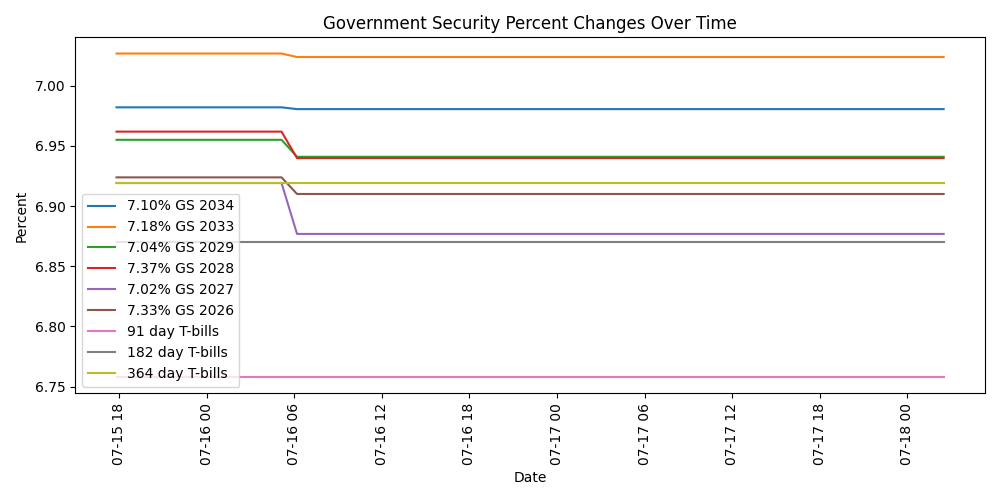 Government Security Percent Changes Over Time
Percent
7.00
6.95
6.90
6.85
6.80
6.75
7.10% GS 2034
7.18% GS 2033
7.04% GS 2029
7.37% GS 2028
7.02% GS 2027
7.33% GS 2026
91 day T-bills
182 day T-bills
364 day T-bills
07-15 18
07-16 00
07-16 06
07-16 12
07-16 18
07-17 00
07-17 06
07-17 12
07-17 18
07-18 00
Date